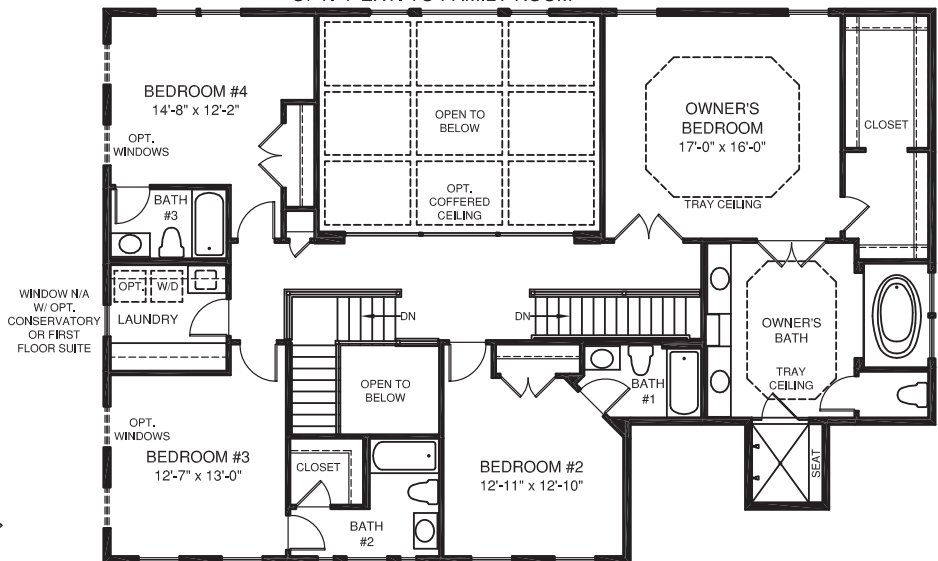 BEDROOM #4
14'-8" x 12'-2"
OPT.
WINDOWS
BATH
#3
OPEN TO
BELOW
OPT.
COFFERED
CEILING
OWNER'S
BEDROOM
17'-0" x 16'-0"
TRAY CEILING
CLOSET
WINDOW N/A
W/ OPT.
CONSERVATORY
OR FIRST
FLOOR SUITE
OPT. W/D
LAUNDRY
DN
DN
OWNER'S
BATH
TRAY
CEILING
OPEN TO
BELOW
BATH
#1
OPT.
WINDOWS
BEDROOM #3
12'-7" x 13'-0"
CLOSET
BATH
#2
BEDROOM #2
12'-11" x 12'-10"
SEAT